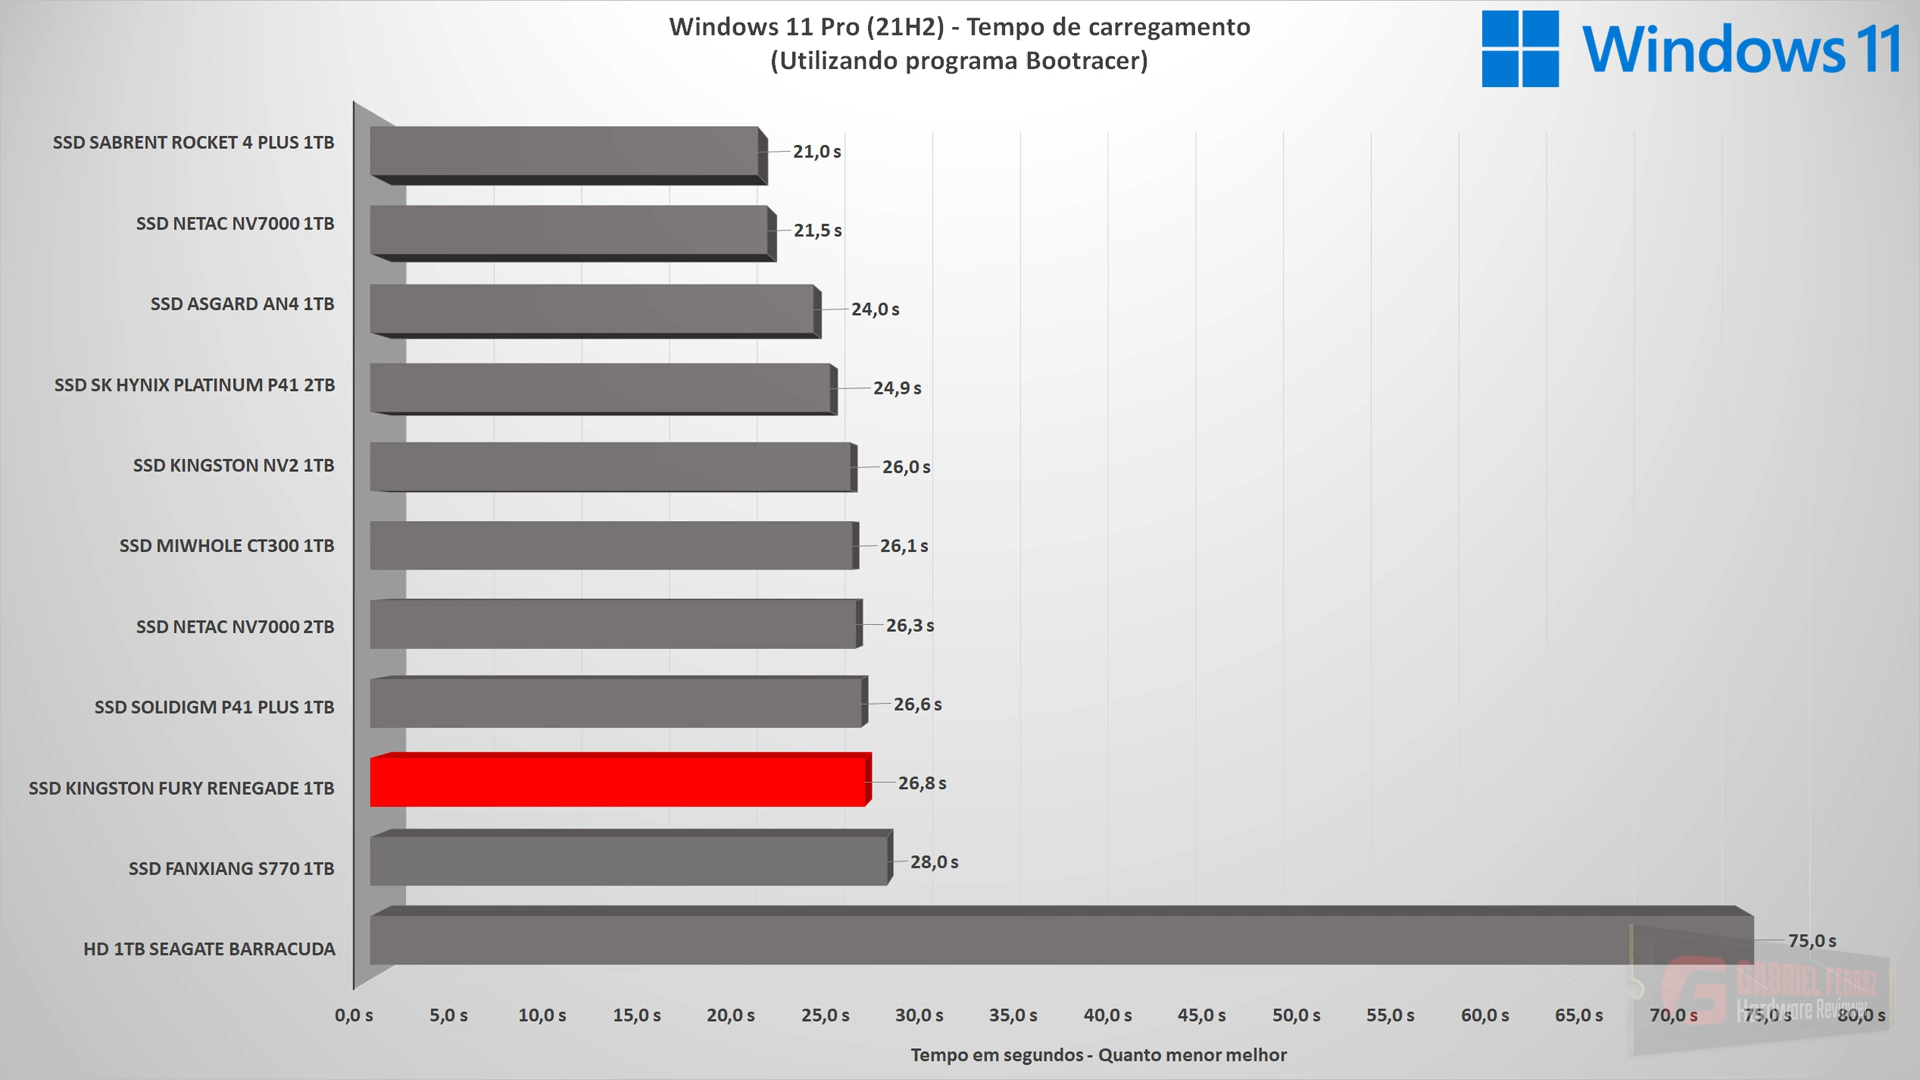 Windows 11 Pro (21H2) - Tempo de carregamento
(Utilizando programa Bootracer)
Windows 11
SSD SABRENT ROCKET 4 PLUS 1TB
21,0 s
SSD NETAC NV7000 1TB
21,5 s
SSD ASGARD AN4 1TB
24,0 s
SSD SK HYNIX PLATINUM P41 2TB
24,9 s
SSD KINGSTON NV2 1TB
26,0 s
SSD MIWHOLE CT300 1TB
26,1 s
SSD NETAC NV7000 2TB
26,3 s
SSD SOLIDIGM P41 PLUS 1TB
26,6 s
SSD KINGSTON FURY RENEGADE 1TB
26,8 s
SSD FANXIANG S770 1TB
28,0 s
HD 1TB SEAGATE BARRACUDA
75,0 s
GABRIEL FERRAZ
Hardware Reviewer
0,0 s 5,0 s 10,0 s 15,0 s 20,0 s 25,0 s 30,0 s 35,0 s 40,0 s 45,0 s 50,0 s 55,0 s 60,0 s 65,0 s 70,0 s 75,0 s 80,0 s
Tempo em segundos - Quanto menor melhor